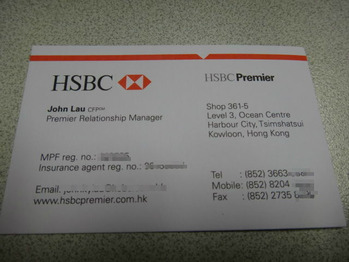 HSBC
HSBC Premier
John Lau CFP
Premier Relationship Manager
Shop 361-5
Level 3, Ocean Centre
Harbour City, Tsimshatsui
Kowloon, Hong Kong
MPF reg. no.:
Insurance agent reg. no.:
Email.
www.hsbcpremier.com.hk
Tel : (852) 3663
Mobile: (852) 8204
Fax : (852) 2735